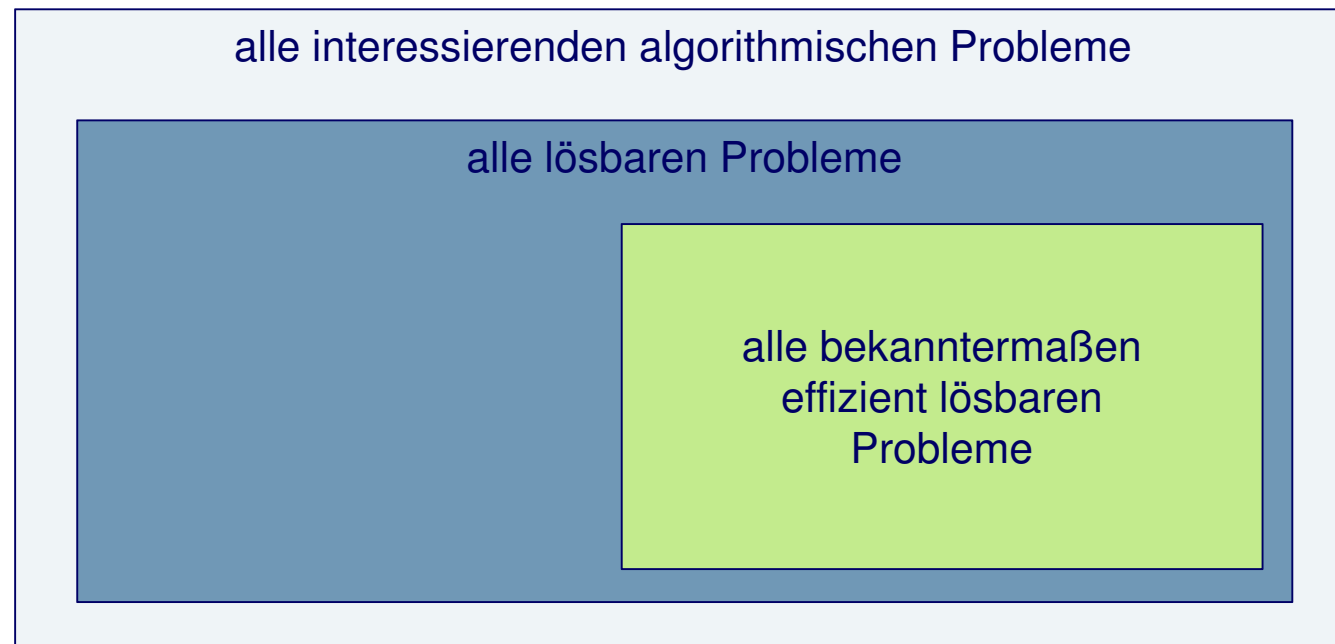 alle interessierenden algorithmischen Probleme
alle lösbaren Probleme
alle bekanntermaßen
effizient lösbaren
Probleme